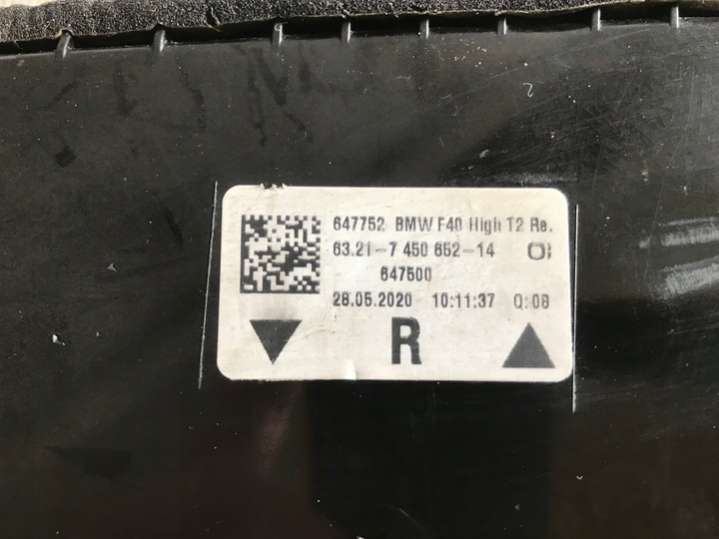 647752 BMW F40 High T2 Re.
63.21-7 450 652-14
647500
28.05.2020 10:11:37 Q:08
R